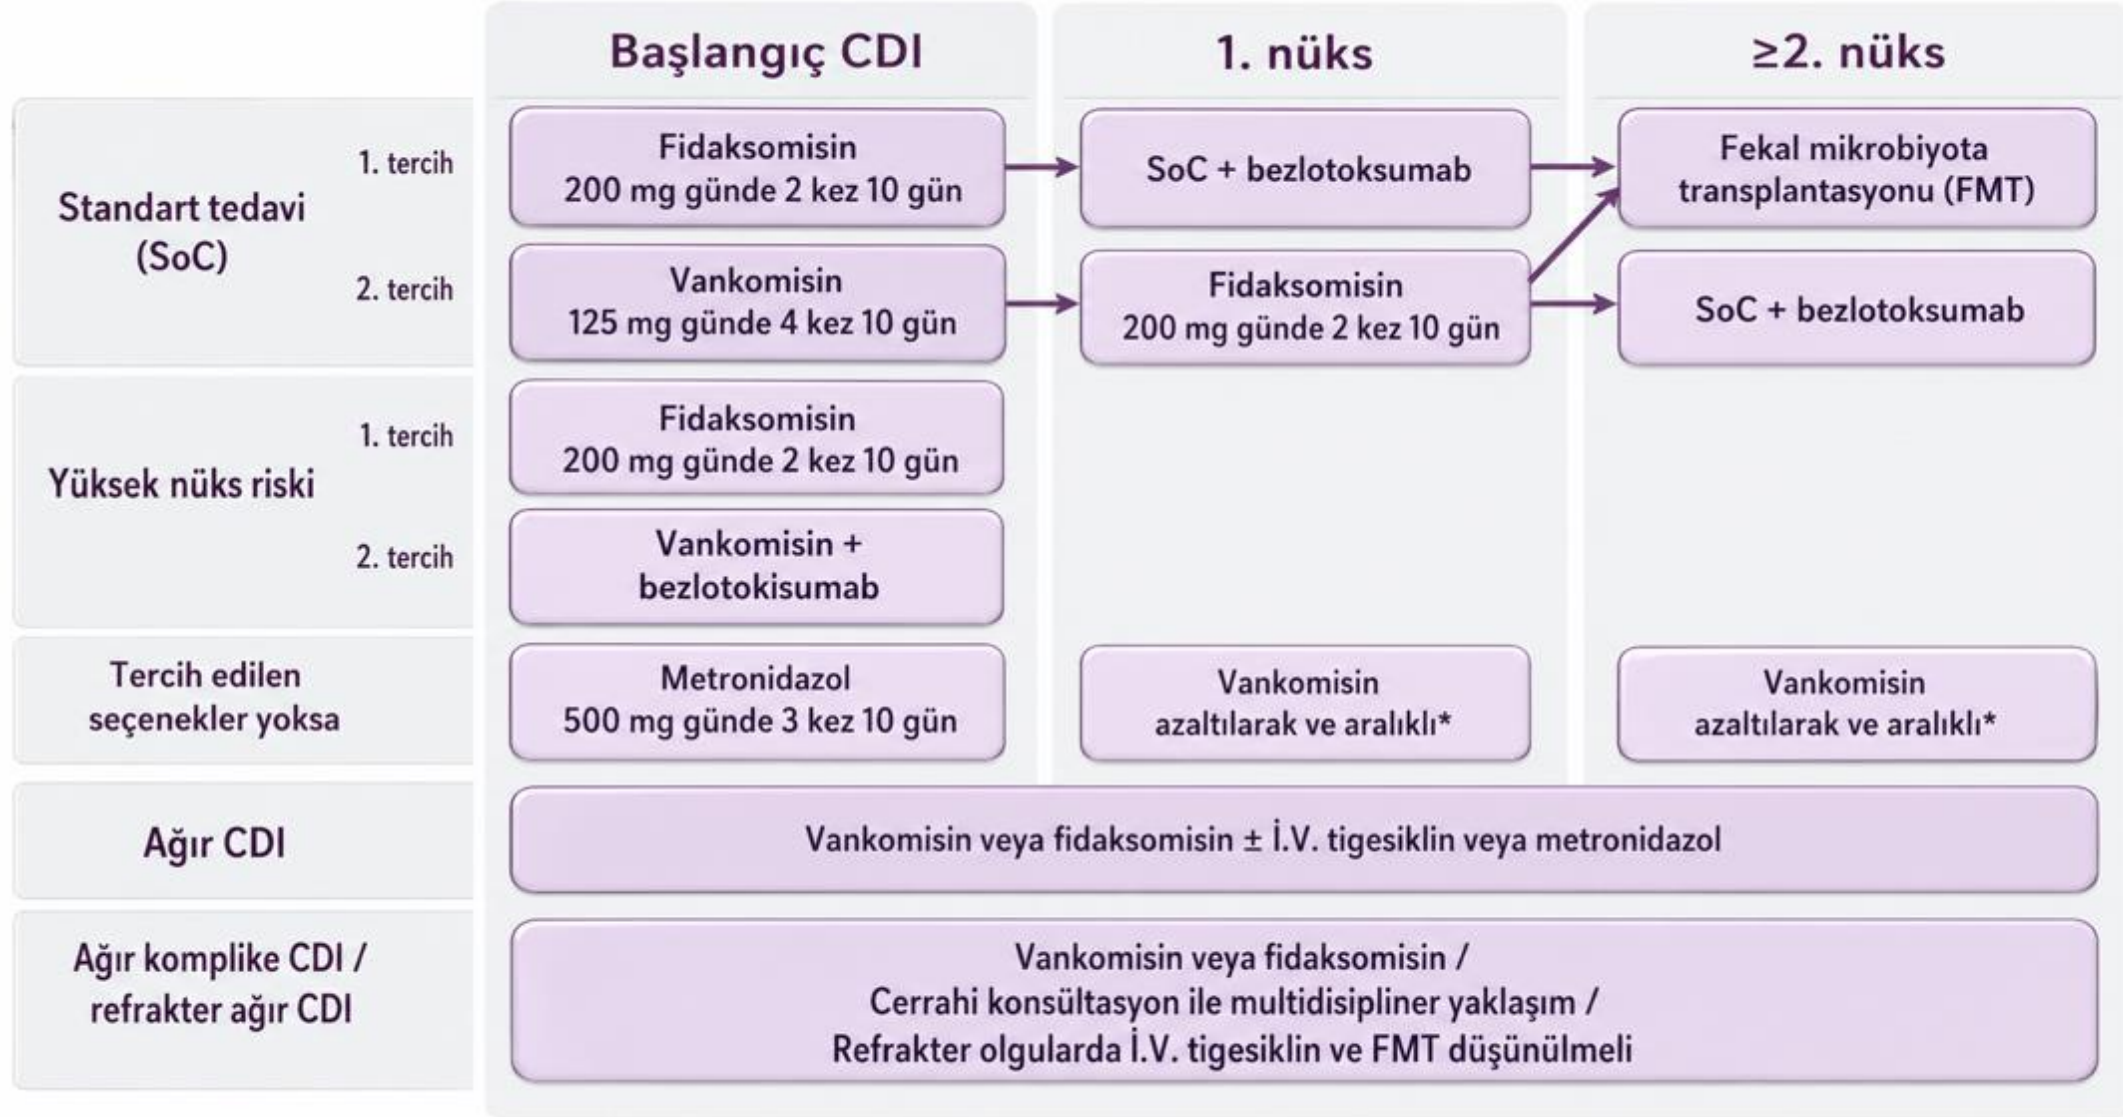 Başlangıç CDI
1. nüks
≥2. nüks
Standart tedavi
(SoC)
1. tercih
2. tercih
Fidaksomisin
200 mg günde 2 kez 10 gün
SoC + bezlotoksumab
Fekal mikrobiyota
transplantasyonu (FMT)
Vankomisin
125 mg günde 4 kez 10 gün
Fidaksomisin
200 mg günde 2 kez 10 gün
SoC + bezlotoksumab
Yüksek nüks riski
1. tercih
2. tercih
Fidaksomisin
200 mg günde 2 kez 10 gün
Vankomisin +
bezlotokisumab
Tercih edilen
seçenekler yoksa
Metronidazol
500 mg günde 3 kez 10 gün
Vankomisin
azaltılarak ve aralıklı*
Vankomisin
azaltılarak ve aralıklı*
Ağır CDI
Vankomisin veya fidaksomisin ± İ.V. tigesiklin veya metronidazol
Ağır komplike CDI /
refrakter ağır CDI
Vankomisin veya fidaksomisin /
Cerrahi konsültasyon ile multidisipliner yaklaşım /
Refrakter olgularda İ.V. tigesiklin ve FMT düşünülmeli